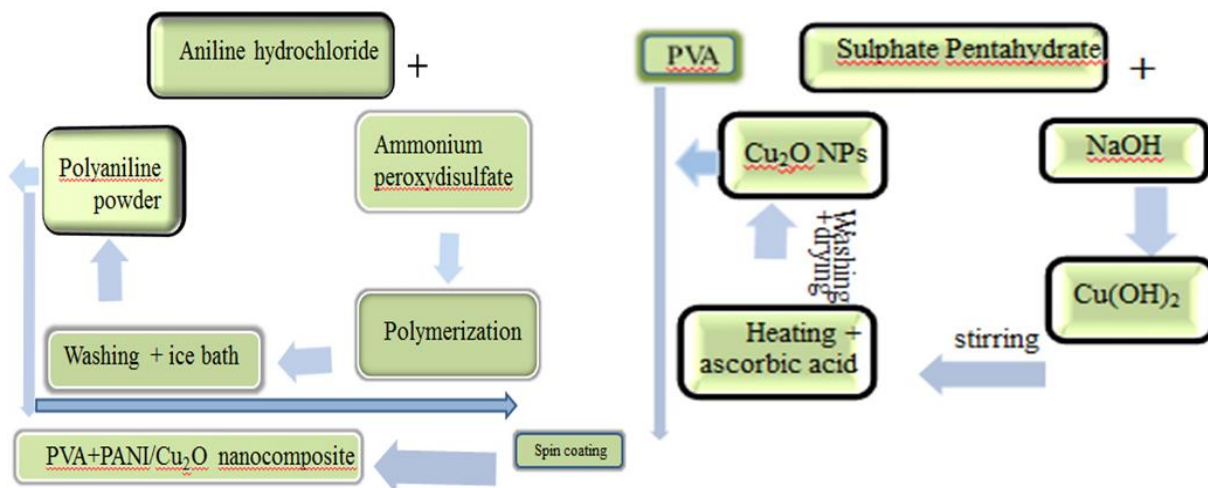 Aniline hydrochloride
+
Ammonium
peroxydisulfate
Polymerization
Washing + ice bath
Polyaniline
powder
PVA
Sulphate Pentahydrate
+
NaOH
Cu(OH)₂
stirring
Heating +
ascorbic acid
Washing
+drying
Cu₂O NPs
Spin coating
PVA+PANI/Cu₂O nanocomposite